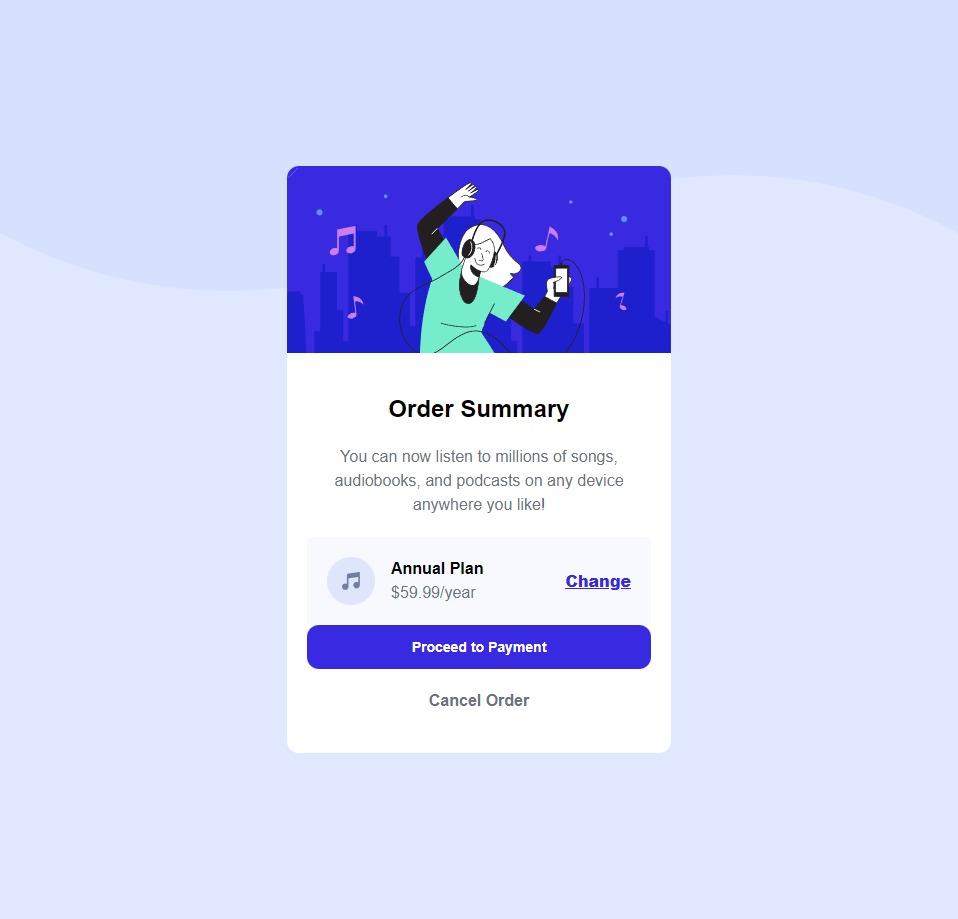 Order Summary
You can now listen to millions of songs,
audiobooks, and podcasts on any device
anywhere you like!
Annual Plan
$59.99/year
Change
Proceed to Payment
Cancel Order